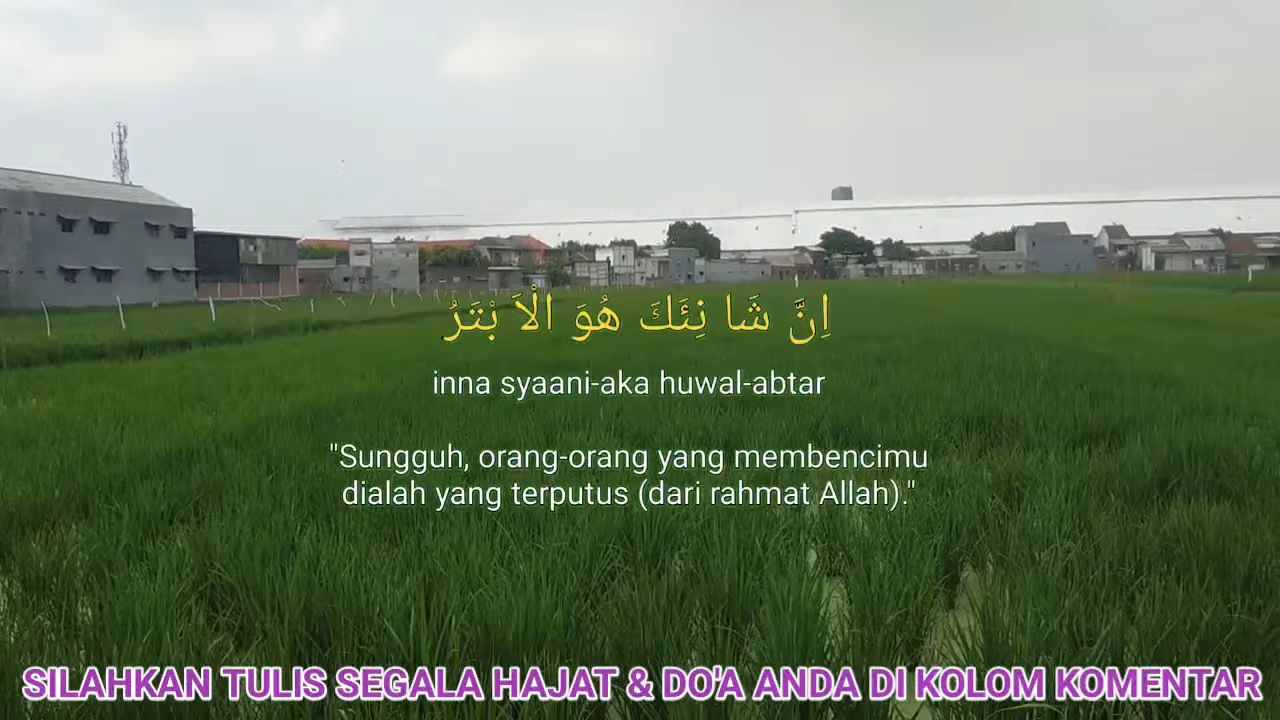 اِنَّ شَا نِئَكَ هُوَ الْاَ بْتَرُ
inna syaani-aka huwal-abtar
"Sungguh, orang-orang yang membencimu
dialah yang terputus (dari rahmat Allah)."
SILAHKAN TULIS SEGALA HAJAT & DO'A ANDA DI KOLOM KOMENTAR